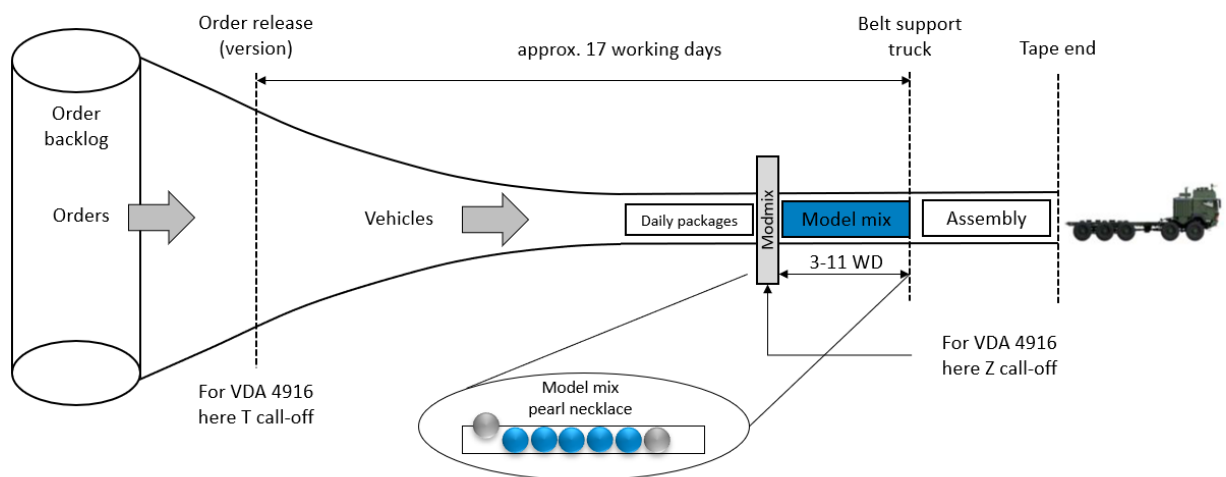 Order release
(version)
approx. 17 working days
Belt support
truck
Tape end
Order
backlog
Orders
Vehicles
Daily packages
Modmix
Model mix
Assembly
3-11 WD
For VDA 4916
here T call-off
For VDA 4916
here Z call-off
Model mix
pearl necklace